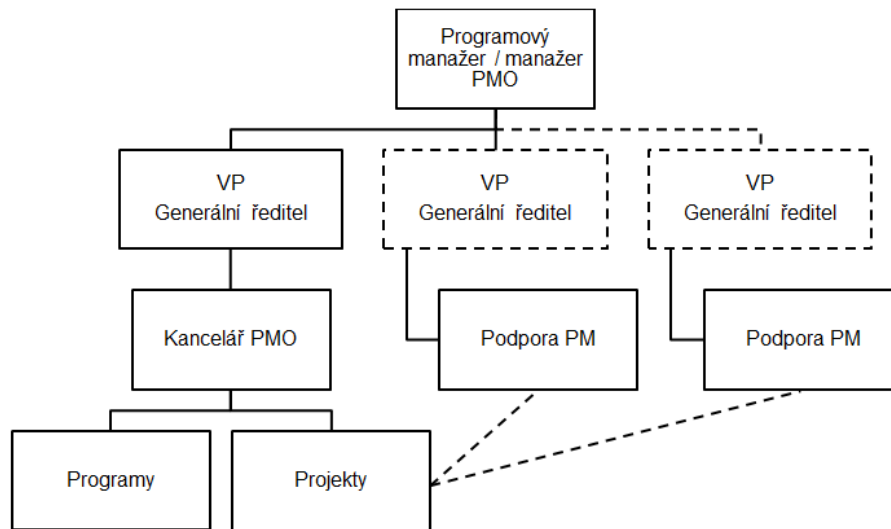 Programový
manažer / manažer
PMO
VP
Generální ředitel
VP
Generální ředitel
VP
Generální ředitel
Kancelář PMO
Podpora PM
Podpora PM
Programy
Projekty